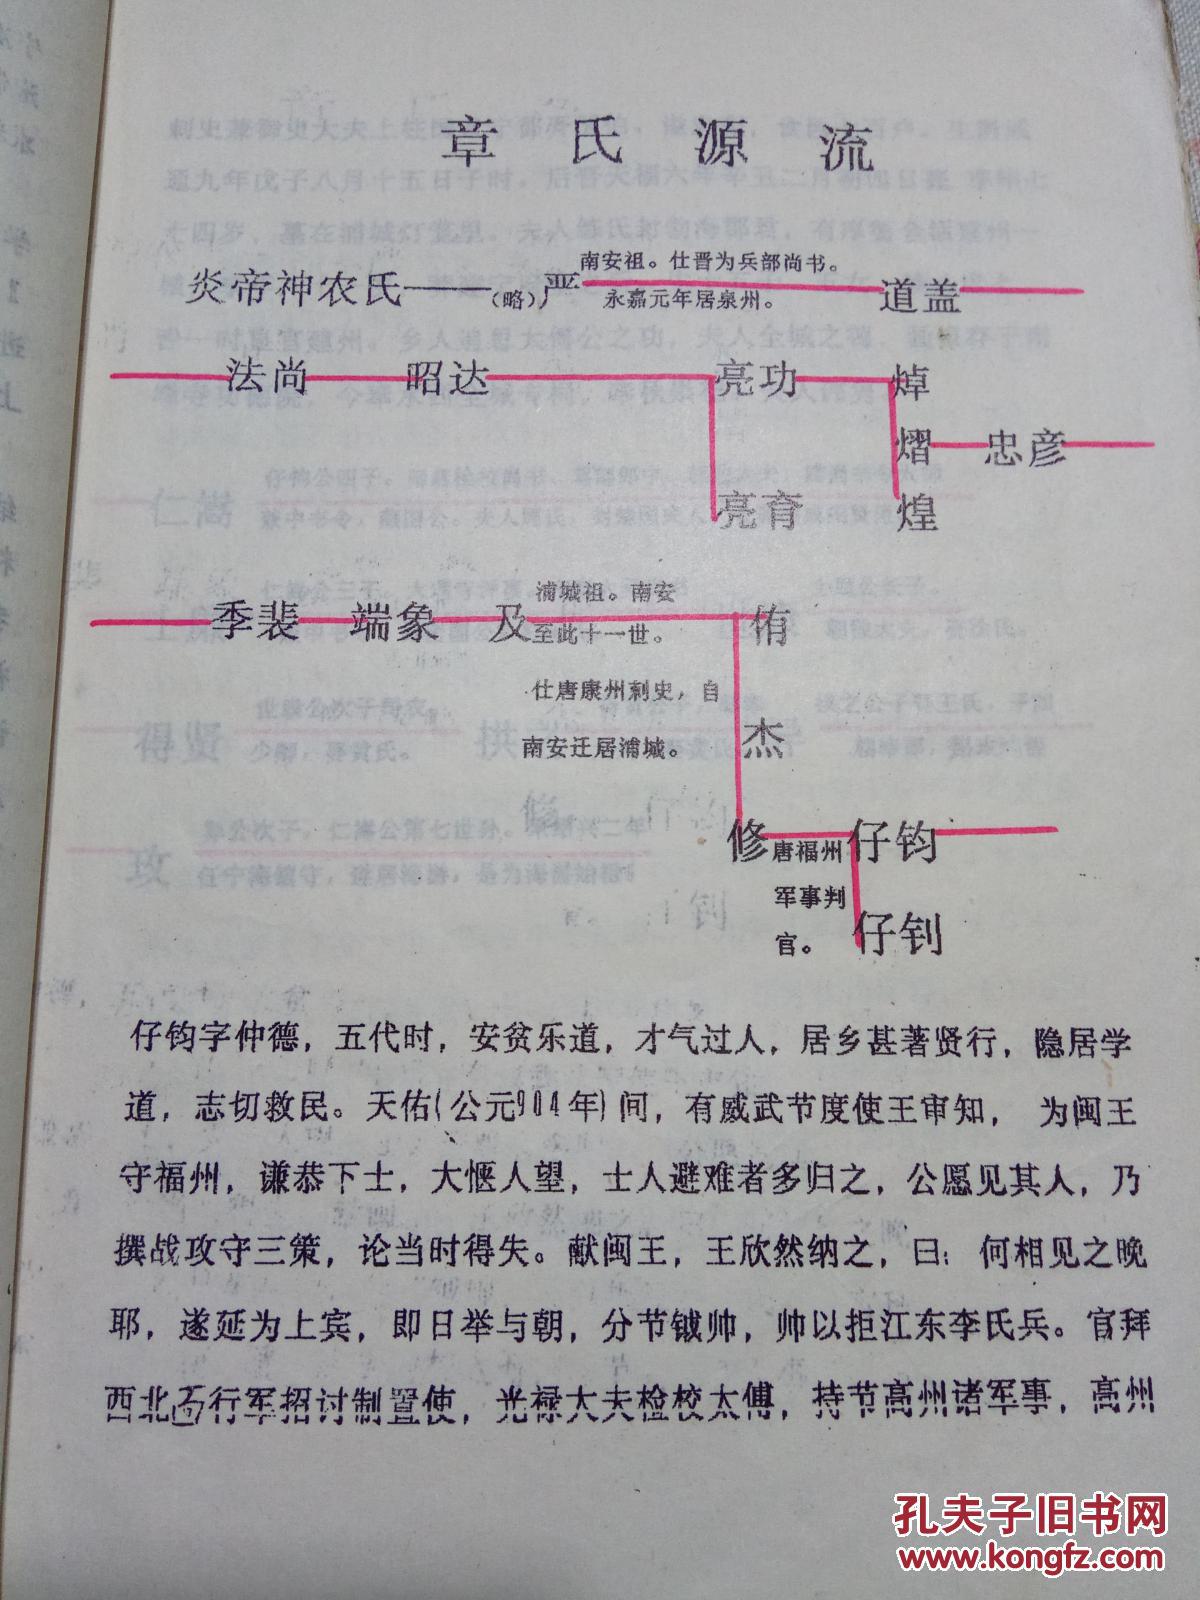 章氏源流
南安祖。仕晋为兵部尚书。
炎帝神农氏——(略)严 道盖
永嘉元年居泉州。
法尚 昭达 亮功 焯
熠 忠彦
亮育 煌
浦城祖。南安
季裴 端象 及 侑
至此十一世。
仕唐康州刺史，自
南安迁居浦城。 杰
修 唐福州 仔钧
军事判
官。 仔钊
仔钧字仲德，五代时，安贫乐道，才气过人，居乡甚著贤行，隐居学
道，志切救民。天佑(公元904年)间，有威武节度使王审知， 为闽王
守福州，谦恭下士，大惬人望，士人避难者多归之，公愿见其人，乃
撰战攻守三策，论当时得失。献闽王，王欣然纳之，曰：何相见之晚
耶，遂延为上宾，即日举与朝，分节钺帅，帅以拒江东李氏兵。官拜
西北面行军招讨制置使，光禄大夫检校太傅，持节高州诸军事，高州
孔夫子旧书网
www.kongfz.com